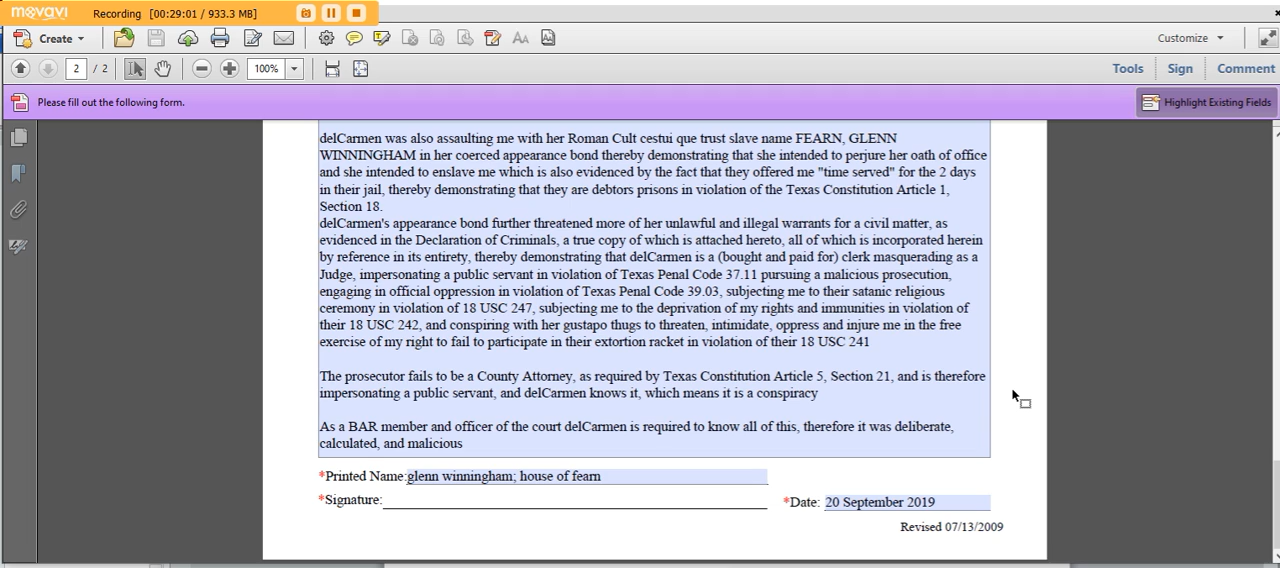 movavi Recording [00:29:01 / 933.3 MB]
Create Customize
2 / 2 100% Tools Sign Comment
Please fill out the following form. Highlight Existing Fields
delCarmen was also assaulting me with her Roman Cult cestui que trust slave name FEARN, GLENN
WINNINGHAM in her coerced appearance bond thereby demonstrating that she intended to perjure her oath of office
and she intended to enslave me which is also evidenced by the fact that they offered me "time served" for the 2 days
in their jail, thereby demonstrating that they are debtors prisons in violation of the Texas Constitution Article 1,
Section 18.
delCarmen's appearance bond further threatened more of her unlawful and illegal warrants for a civil matter, as
evidenced in the Declaration of Criminals, a true copy of which is attached hereto, all of which is incorporated herein
by reference in its entirety, thereby demonstrating that delCarmen is a (bought and paid for) clerk masquerading as a
Judge, impersonating a public servant in violation of Texas Penal Code 37.11 pursuing a malicious prosecution,
engaging in official oppression in violation of Texas Penal Code 39.03, subjecting me to their satanic religious
ceremony in violation of 18 USC 247, subjecting me to the deprivation of my rights and immunities in violation of
their 18 USC 242, and conspiring with her gustapo thugs to threaten, intimidate, oppress and injure me in the free
exercise of my right to fail to participate in their extortion racket in violation of their 18 USC 241
The prosecutor fails to be a County Attorney, as required by Texas Constitution Article 5, Section 21, and is therefore
impersonating a public servant, and delCarmen knows it, which means it is a conspiracy
As a BAR member and officer of the court delCarmen is required to know all of this, therefore it was deliberate,
calculated, and malicious
*Printed Name:glenn winningham; house of fearn
*Signature: *Date: 20 September 2019
Revised 07/13/2009